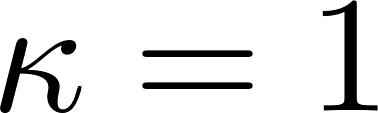 κ = 1